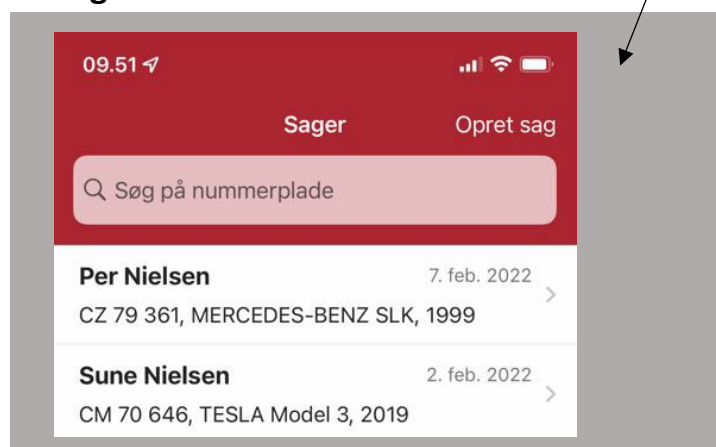 09.51
Sager
Opret sag
Søg på nummerplade
Per Nielsen
7. feb. 2022
CZ 79 361, MERCEDES-BENZ SLK, 1999
Sune Nielsen
2. feb. 2022
CM 70 646, TESLA Model 3, 2019